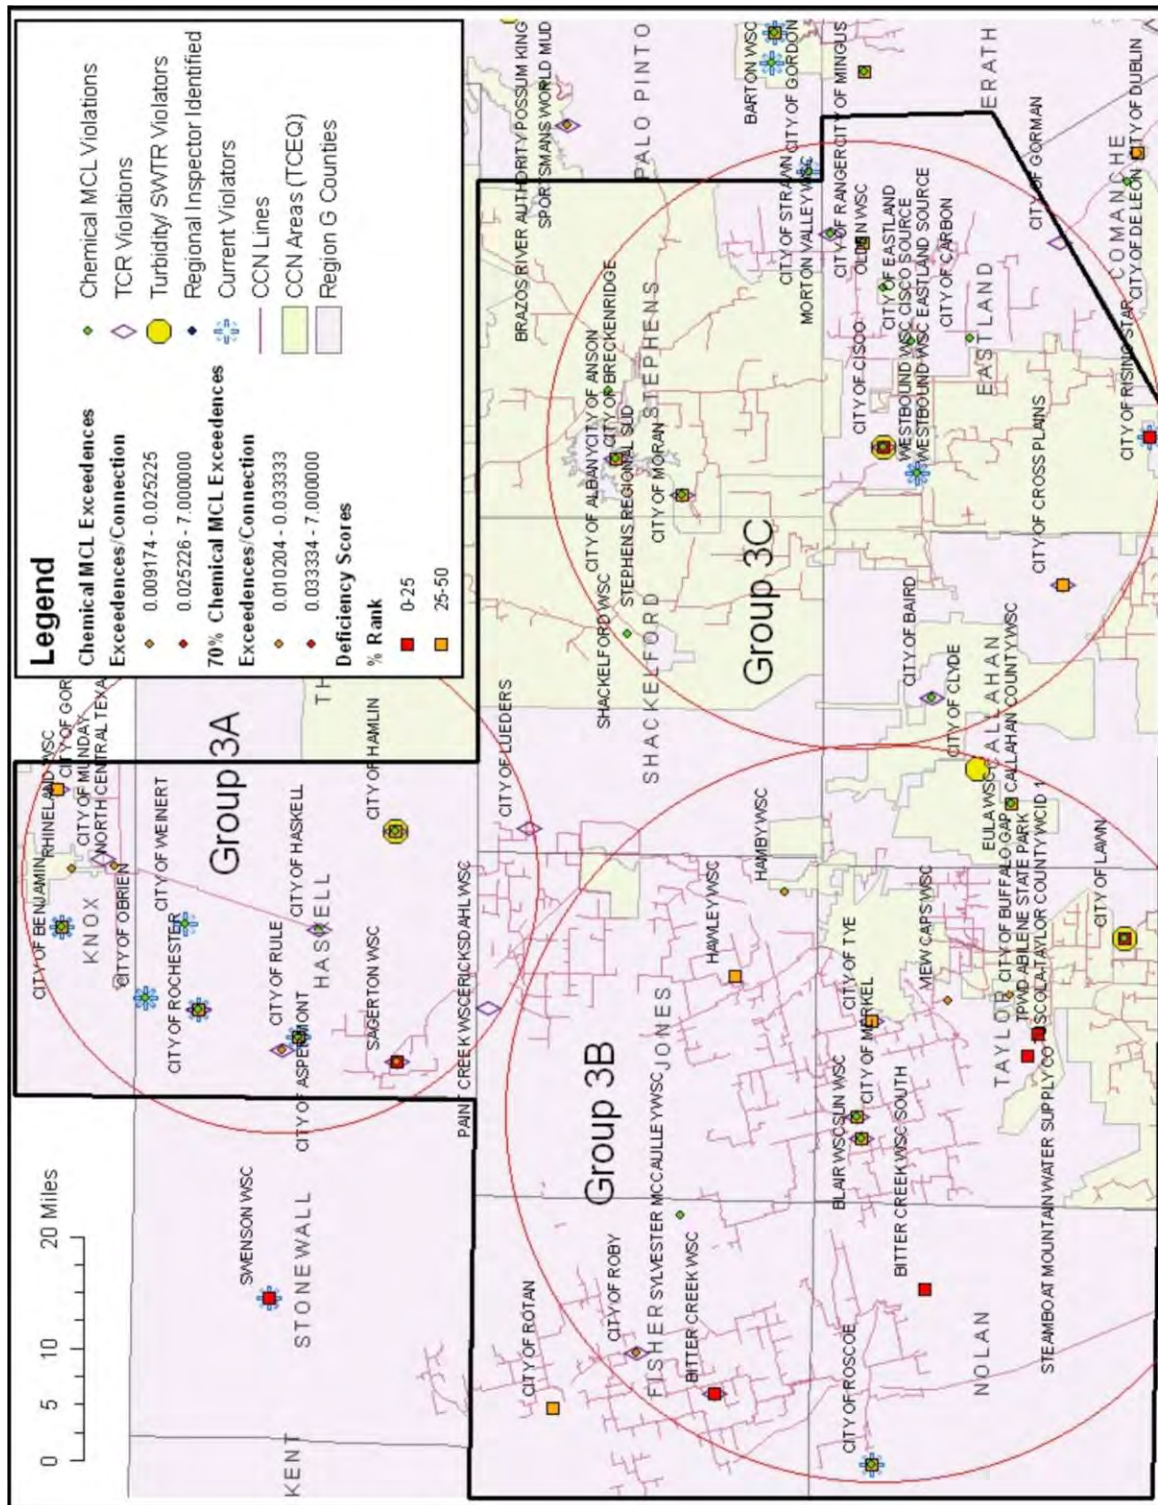 Legend
Chemical MCL Exceedences
Exceedences/Connection
0.009174 - 0.025225
0.025226 - 7.000000
70% Chemical MCL Exceedences
Exceedences/Connection
0.010204 - 0.033333
0.033334 - 7.000000
Deficiency Scores
% Rank
0-25
25-50
Chemical MCL Violations
TCR Violations
Turbidity/ SWTR Violators
Regional Inspector Identified
Current Violators
CCN Lines
CCN Areas (TCEQ)
Region G Counties
0 5 10 20 Miles
KENT
STONEWALL
SWENSON WSC
CITY OF BENJAMIN
RHINELAND WSC
CITY OF GOR
CITY OF MUNDAY
NORTH CENTRAL TEXA
KNOX
CITY OF OBRIEN
CITY OF WEINERT
CITY OF ROCHESTER
Group 3A
TH
CITY OF RULE
CITY OF HASKELL
HASKELL
CITY OF ASPERMONT
CITY OF HAMLIN
SAGERTON WSC
PAINT CREEK WSC
ERICKSDAHL WSC
CITY OF LUEDERS
BRAZOS RIVER AUTHORITY POSSUM KING
SPORTSMANS WORLD MUD
PALO PINTO
CITY OF ROTAN
CITY OF ROBY
Group 3B
FISHER
SYLVESTER MCCAULLEY WSC
JONES
BITTER CREEK WSC
HAWLEY WSC
HAMBY WSC
SHACKELFORD WSC
CITY OF ALBANY
CITY OF ANSON
CITY OF BRECKENRIDGE
STEPHENS REGIONAL SUD
SHACKELFORD
CITY OF MORAN
STEPHENS
Group 3C
BARTON WSC
CITY OF GORDON
CITY OF STRAWN
MORTON VALLEY WSC
CITY OF RANGER
CITY OF MINGUS
OLDEN WSC
CITY OF ROSCOE
BLAIR WSC
SUN WSC
CITY OF MERKEL
CITY OF TYE
BITTER CREEK WSC SOUTH
MEW CAPS WSC
CITY OF BAIRD
CITY OF CISCO
CITY OF EASTLAND
WESTBOUND WSC CISCO SOURCE
WESTBOUND WSC EASTLAND SOURCE
CITY OF CARBON
CITY OF CLYDE
NOLAN
TAYLOR
EULA WSC
CALLAHAN
EASTLAND
ERATH
CITY OF BUFFALO GAP
CALLAHAN COUNTY WSC
TPWD ABILENE STATE PARK
TUSCOLA-TAYLOR COUNTY WCID 1
STEAMBOAT MOUNTAIN WATER SUPPLY CO
CITY OF CROSS PLAINS
CITY OF GORMAN
CITY OF LAWN
CITY OF RISING STAR
COMANCHE
CITY OF DE LEON
CITY OF DUBLIN